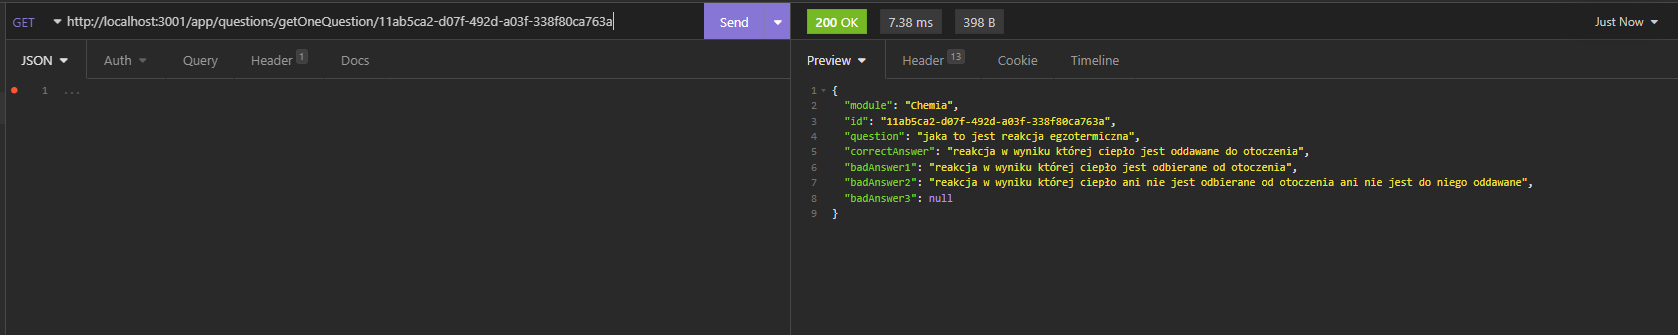 GET http://localhost:3001/app/questions/getOneQuestion/11ab5ca2-d07f-492d-a03f-338f80ca763a Send 200 OK 7.38 ms 398 B Just Now
JSON Auth Query Header 1 Docs Preview Header 13 Cookie Timeline
1 ...
1 {
2 "module": "Chemia",
3 "id": "11ab5ca2-d07f-492d-a03f-338f80ca763a",
4 "question": "jaka to jest reakcja egzotermiczna",
5 "correctAnswer": "reakcja w wyniku której ciepło jest oddawane do otoczenia",
6 "badAnswer1": "reakcja w wyniku której ciepło jest odbierane od otoczenia",
7 "badAnswer2": "reakcja w wyniku której ciepło ani nie jest odbierane od otoczenia ani nie jest do niego oddawane",
8 "badAnswer3": null
9 }